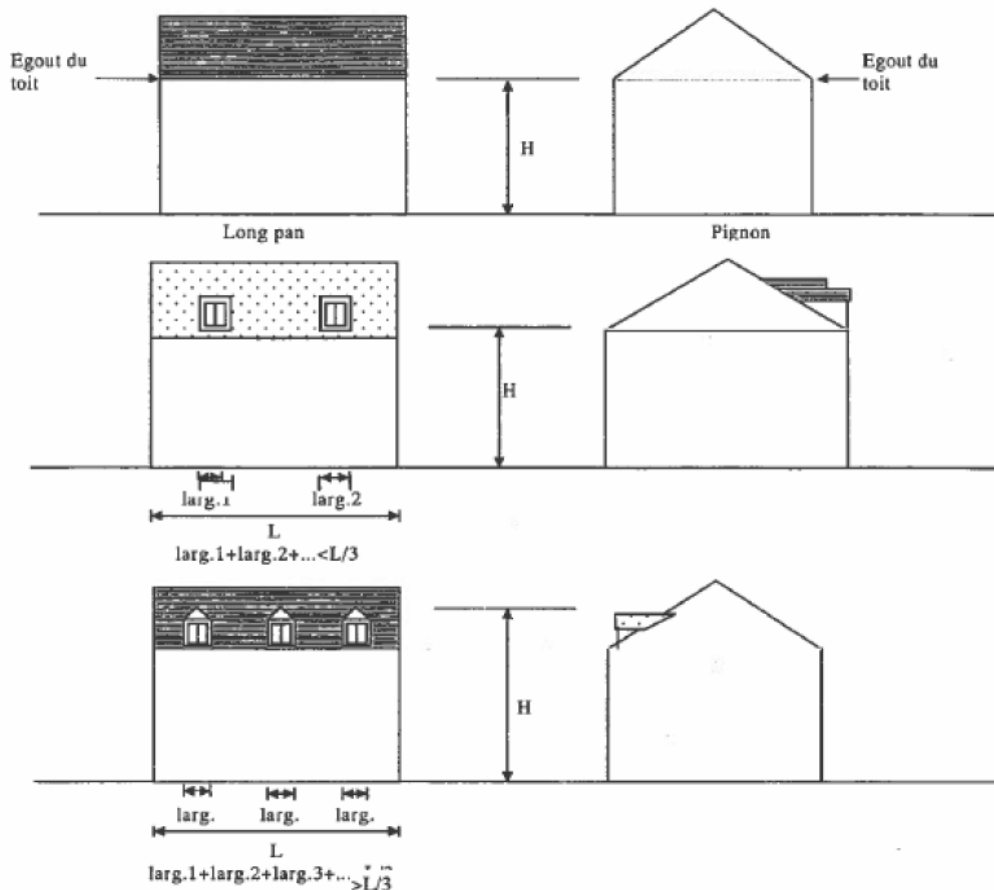 Egout du
toit
H
Egout du
toit
Long pan
Pignon
H
larg.1
larg.2
L
larg.1+larg.2+...<L/3
H
larg.
larg.
larg.
L
larg.1+larg.2+larg.3+...
>L/3